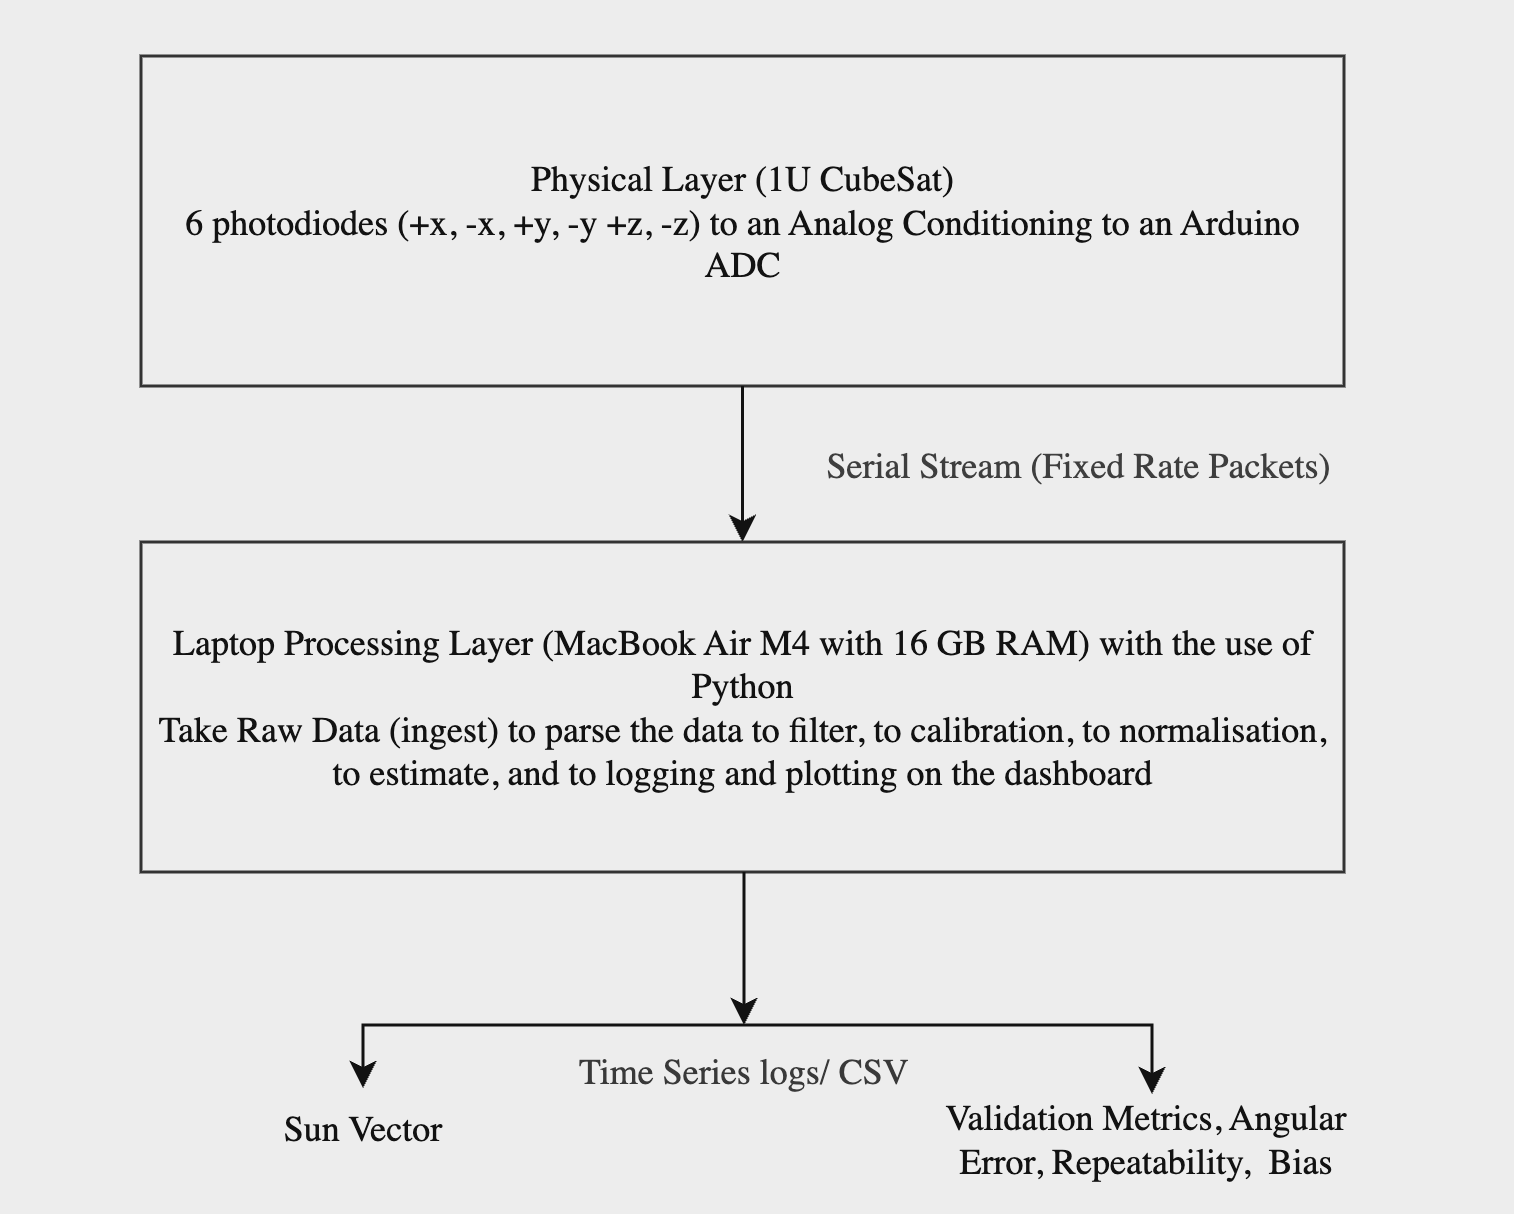 Physical Layer (1U CubeSat)
6 photodiodes (+x, -x, +y, -y +z, -z) to an Analog Conditioning to an Arduino
ADC
Serial Stream (Fixed Rate Packets)
Laptop Processing Layer (MacBook Air M4 with 16 GB RAM) with the use of
Python
Take Raw Data (ingest) to parse the data to filter, to calibration, to normalisation,
to estimate, and to logging and plotting on the dashboard
Time Series logs/ CSV
Sun Vector
Validation Metrics, Angular
Error, Repeatability,  Bias